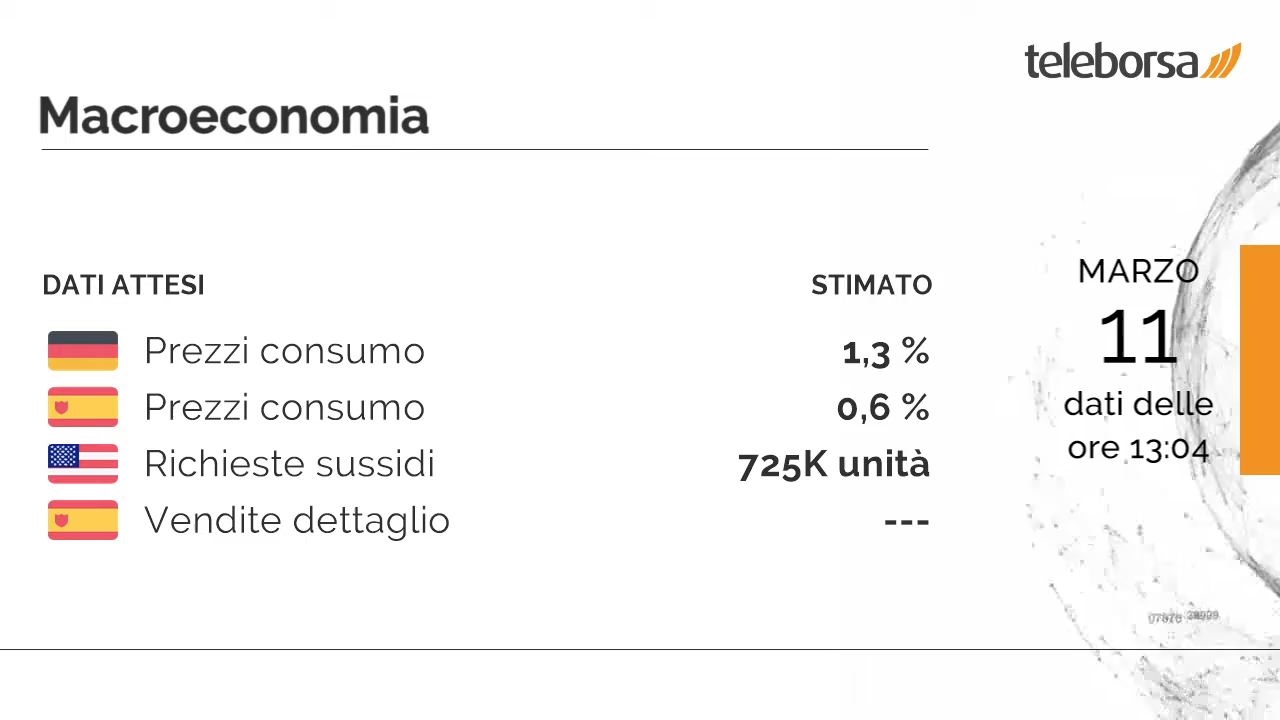 teleborsa
Macroeconomia
DATI ATTESI STIMATO
Prezzi consumo 1,3 %
Prezzi consumo 0,6 %
Richieste sussidi 725K unità
Vendite dettaglio ---
MARZO
11
dati delle
ore 13:04